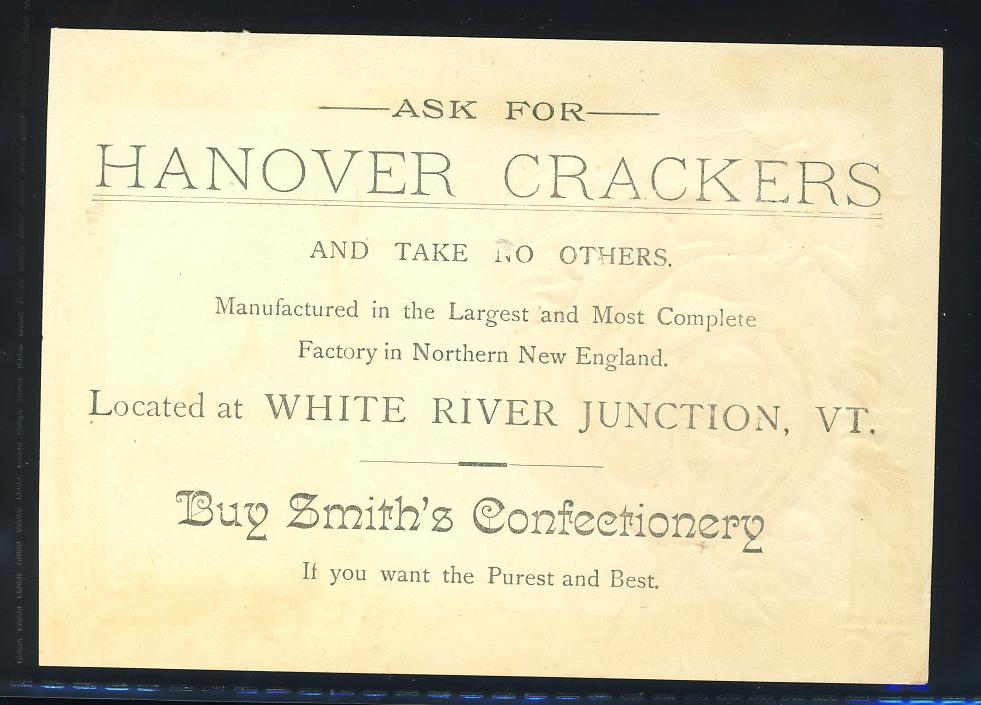 ASK FOR
HANOVER CRACKERS
AND TAKE NO OTHERS.
Manufactured in the Largest and Most Complete
Factory in Northern New England.
Located at WHITE RIVER JUNCTION, VT.
Buy Smith's Confectionery
If you want the Purest and Best.